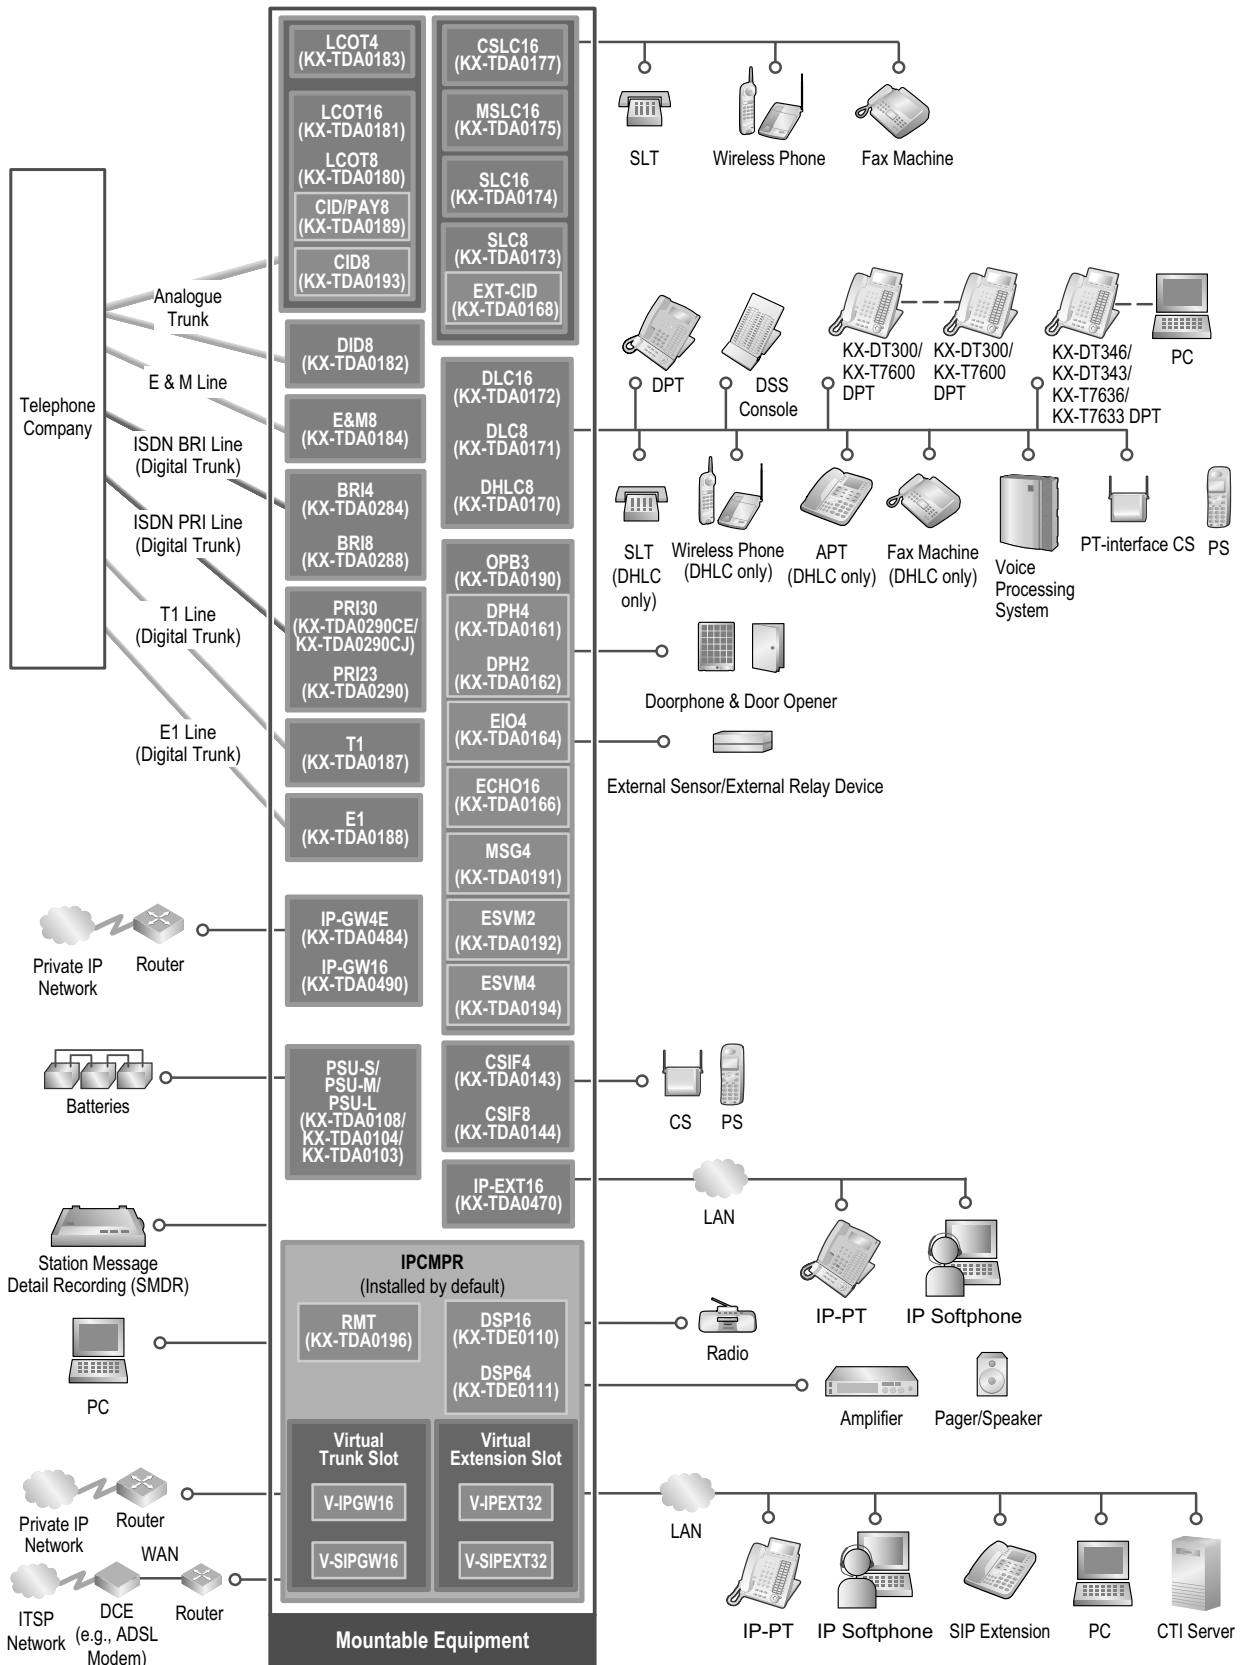 LCOT4
(KX-TDA0183)
LCOT16
(KX-TDA0181)
LCOT8
(KX-TDA0180)
CID/PAY8
(KX-TDA0189)
CID8
(KX-TDA0193)
CSLC16
(KX-TDA0177)
MSLC16
(KX-TDA0175)
SLC16
(KX-TDA0174)
SLC8
(KX-TDA0173)
EXT-CID
(KX-TDA0168)
SLT
Wireless Phone
Fax Machine
Telephone
Company
Analogue
Trunk
E & M Line
ISDN BRI Line
(Digital Trunk)
ISDN PRI Line
(Digital Trunk)
T1 Line
(Digital Trunk)
E1 Line
(Digital Trunk)
DID8
(KX-TDA0182)
E&M8
(KX-TDA0184)
BRI4
(KX-TDA0284)
BRI8
(KX-TDA0288)
PRI30
(KX-TDA0290CE/
KX-TDA0290CJ)
PRI23
(KX-TDA0290)
T1
(KX-TDA0187)
E1
(KX-TDA0188)
DLC16
(KX-TDA0172)
DLC8
(KX-TDA0171)
DHLC8
(KX-TDA0170)
DPT
DSS
Console
KX-DT300/
KX-T7600
DPT
KX-DT300/
KX-T7600
DPT
KX-DT346/
KX-DT343/
KX-T7636/
KX-T7633 DPT
PC
SLT
(DHLC
only)
Wireless Phone
(DHLC only)
APT
(DHLC only)
Fax Machine
(DHLC only)
Voice
Processing
System
PT-interface CS
PS
OPB3
(KX-TDA0190)
DPH4
(KX-TDA0161)
DPH2
(KX-TDA0162)
EIO4
(KX-TDA0164)
ECHO16
(KX-TDA0166)
MSG4
(KX-TDA0191)
ESVM2
(KX-TDA0192)
ESVM4
(KX-TDA0194)
Doorphone & Door Opener
External Sensor/External Relay Device
Private IP
Network
Router
IP-GW4E
(KX-TDA0484)
IP-GW16
(KX-TDA0490)
Batteries
PSU-S/
PSU-M/
PSU-L
(KX-TDA0108/
KX-TDA0104/
KX-TDA0103)
CSIF4
(KX-TDA0143)
CSIF8
(KX-TDA0144)
CS
PS
IP-EXT16
(KX-TDA0470)
LAN
IP-PT
IP Softphone
Station Message
Detail Recording (SMDR)
PC
IPCMPR
(Installed by default)
RMT
(KX-TDA0196)
DSP16
(KX-TDE0110)
DSP64
(KX-TDE0111)
Radio
Amplifier
Pager/Speaker
Virtual
Trunk Slot
V-IPGW16
V-SIPGW16
Virtual
Extension Slot
V-IPEXT32
V-SIPEXT32
Private IP
Network
Router
WAN
ITSP
Network
DCE
(e.g., ADSL
Modem)
Router
LAN
IP-PT
IP Softphone
SIP Extension
PC
CTI Server
Mountable Equipment